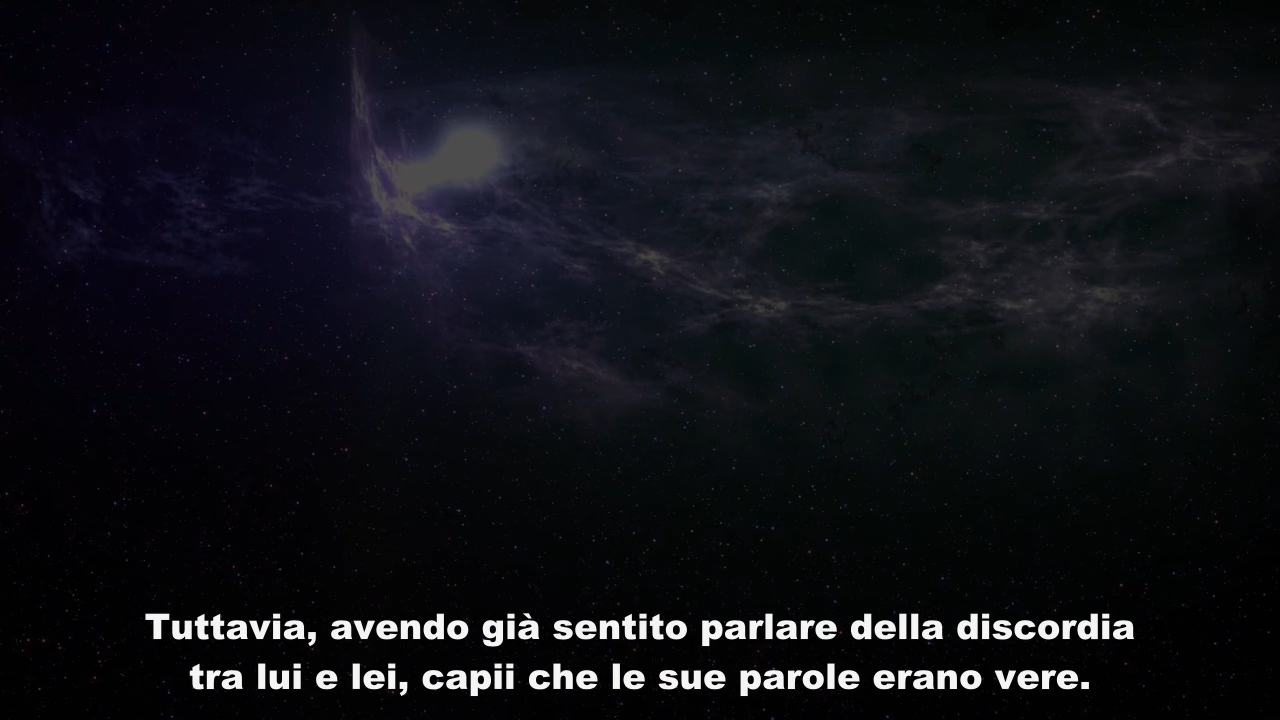 Tuttavia, avendo già sentito parlare della discordia
tra lui e lei, capii che le sue parole erano vere.